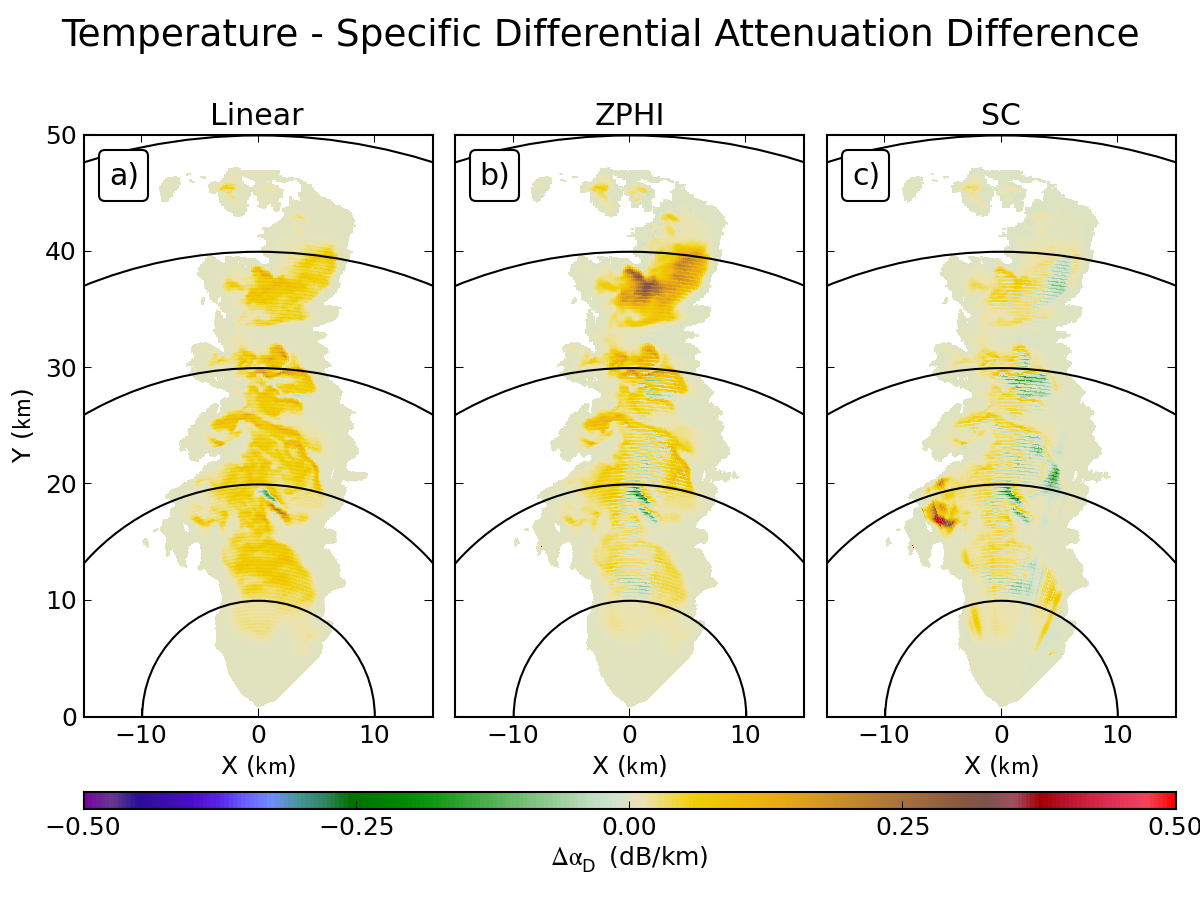 Temperature - Specific Differential Attenuation Difference
Linear
ZPHI
SC
a)
b)
c)
50
40
30
20
10
0
Y (km)
−10 0 10
−10 0 10
−10 0 10
X (km)
X (km)
X (km)
−0.50 −0.25 0.00 0.25 0.50
Δα_D (dB/km)